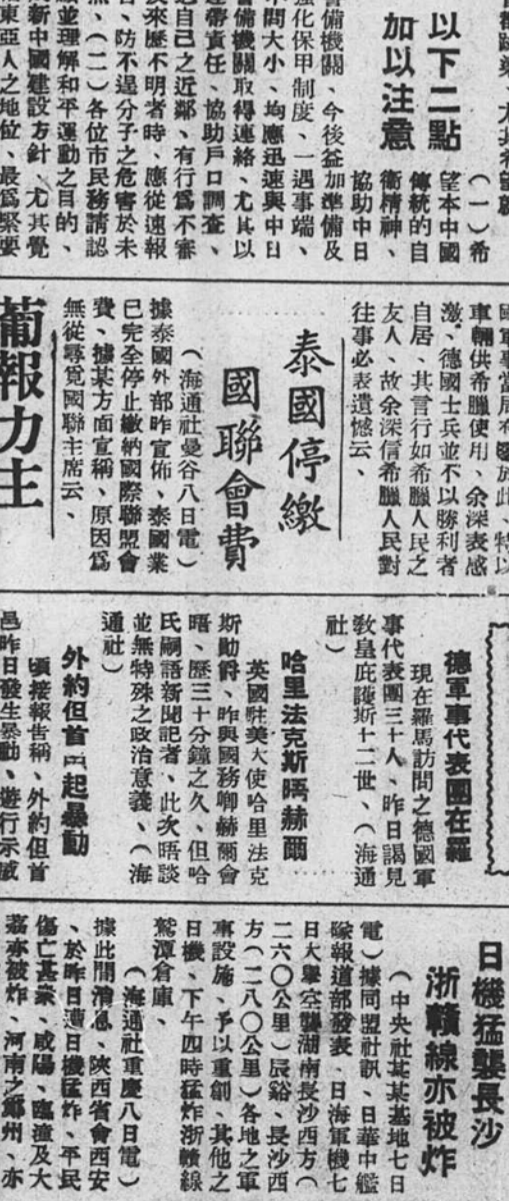 以下二點
加以注意
（一）希
望本中國
傳統的自
衛精神、
協助中日
警備機關、今後益加準備及
強化保甲制度、一遇事端、
不問大小、均應迅速與中日
警備機關取得連絡、尤其以
連帶責任、協助戶口調查、
意自己之近鄰、有行爲不審
及來歷不明者時、應從速報
告、防不逞分子之危害於未
然、（二）各位市民務請認
識並理解和平運動之目的、
與新中國建設方針、尤其覺
悟東亞人之地位、最爲緊要
國軍事當局有鑒於此、特以
車輛供希臘使用、余深表感
激、德國士兵並不以勝利者
自居、其言行如希臘人民之
友人、故余深信希臘人民對
往事必表遺憾云、
泰國停繳
國聯會費
（海通社曼谷八日電）
據泰國外部昨宣佈、泰國業
已完全停止繳納國際聯盟會
費、據某方面宣稱、原因爲
無從尋覓國聯主席云、
葡報力主
德軍事代表團在羅
現在羅馬訪問之德國軍
事代表團三十人、昨日謁見
敎皇庇護斯十二世、（海通
社）
哈里法克斯晤赫爾
英國駐美大使哈里法克
斯勛爵、昨與國務卿赫爾會
晤、歷三十分鐘之久、但哈
氏嗣語新聞記者、此次晤談
並無特殊之政治意義、（海
通社）
外約但首邑起暴動
頃接報告稱、外約但首
邑昨日發生暴動、遊行示威
日機猛襲長沙
浙贛線亦被炸
（中央社某某基地七日
電）據同盟社訊、日華中艦
隊報道部發表、日海軍機七
日大舉空襲湖南長沙西方（
二六〇公里）辰谿、長沙西
方（二八〇公里）各地之軍
事設施、予以重創、其他之
日機、下午四時猛炸浙贛線
鷲潭倉庫、
（海通社重慶八日電）
據此間消息、陝西省會西安
、於昨日遭日機猛炸、平民
傷亡甚衆、咸陽、臨潼及大
荔亦被炸、河南之鄭州、亦